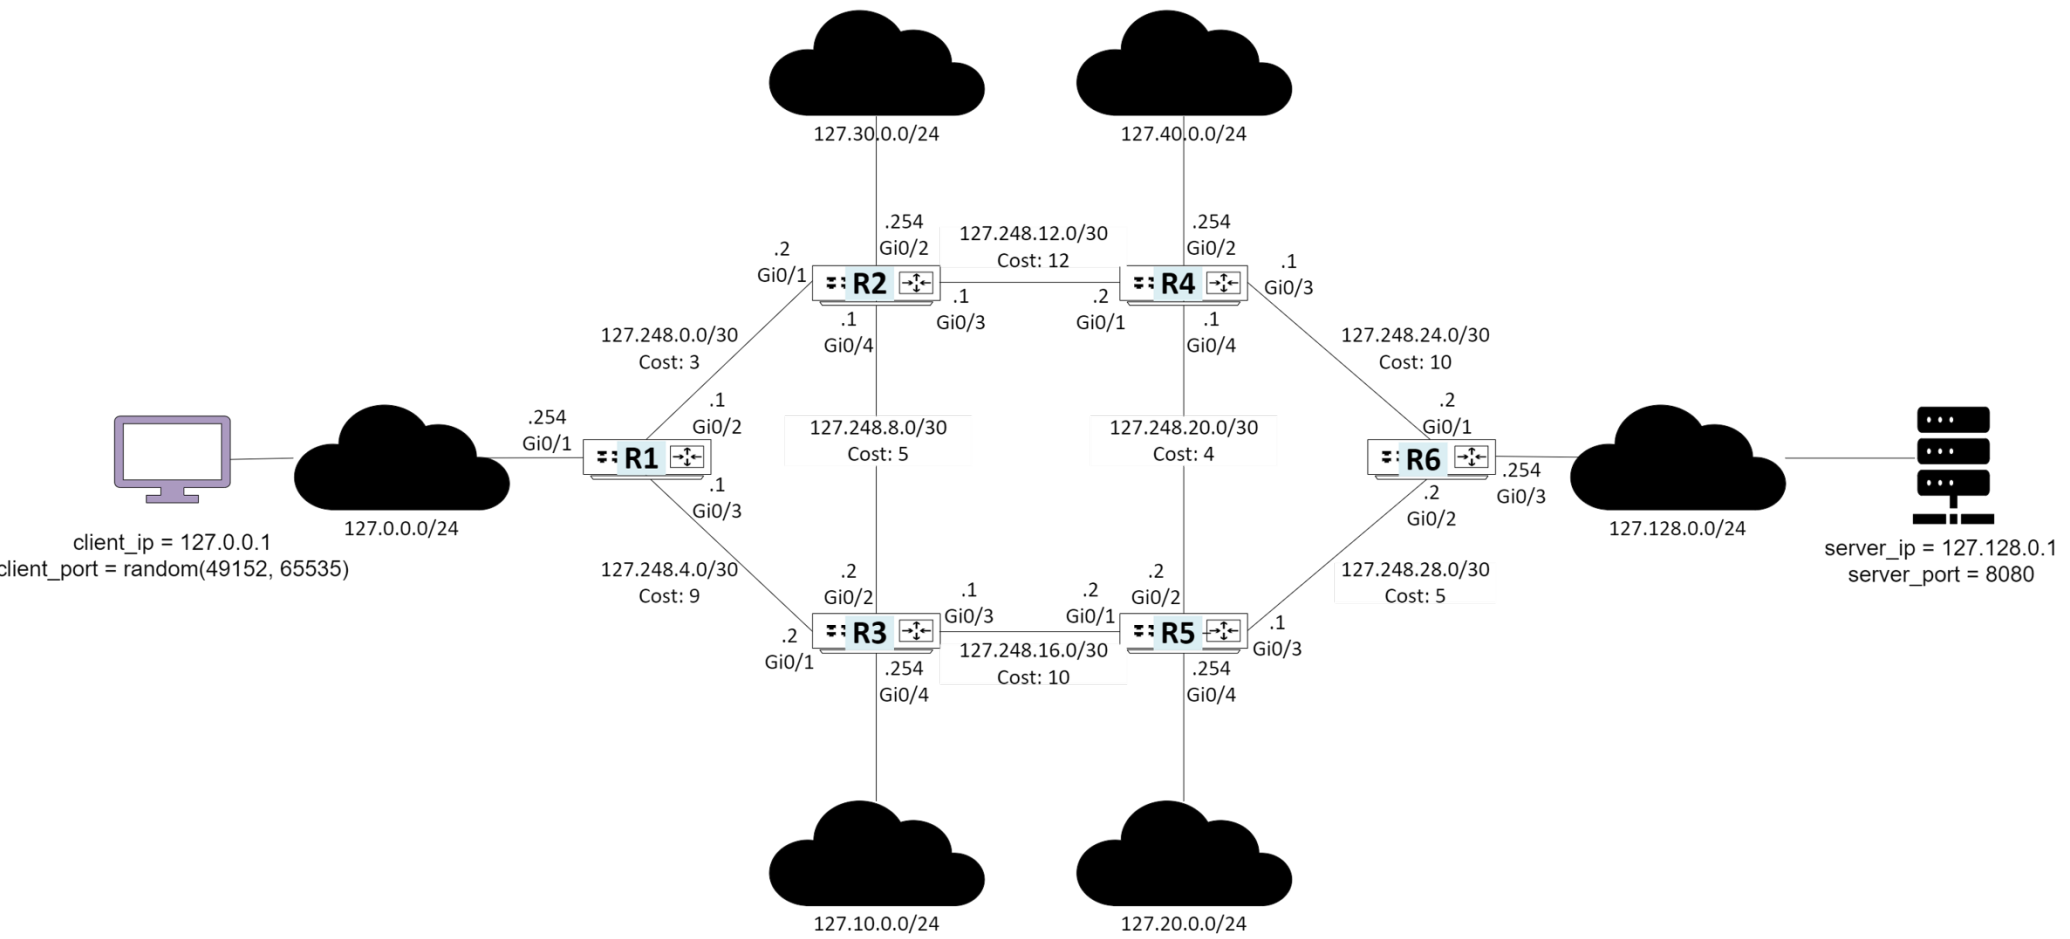 127.30.0.0/24
127.40.0.0/24
.254
Gi0/2
127.248.12.0/30
Cost: 12
.254
Gi0/2
.2
Gi0/1
R2
.1
Gi0/3
.2
Gi0/1
R4
.1
Gi0/3
.1
Gi0/4
.1
Gi0/4
127.248.0.0/30
Cost: 3
127.248.24.0/30
Cost: 10
.254
Gi0/1
.1
Gi0/2
127.248.8.0/30
Cost: 5
127.248.20.0/30
Cost: 4
.2
Gi0/1
R1
R6
.254
Gi0/3
.1
Gi0/3
.2
Gi0/2
127.0.0.0/24
127.128.0.0/24
client_ip = 127.0.0.1
client_port = random(49152, 65535)
server_ip = 127.128.0.1
server_port = 8080
127.248.4.0/30
Cost: 9
127.248.28.0/30
Cost: 5
.2
Gi0/2
.1
Gi0/3
.2
Gi0/1
.2
Gi0/2
R3
R5
.2
Gi0/1
.1
Gi0/3
127.248.16.0/30
Cost: 10
.254
Gi0/4
.254
Gi0/4
127.10.0.0/24
127.20.0.0/24